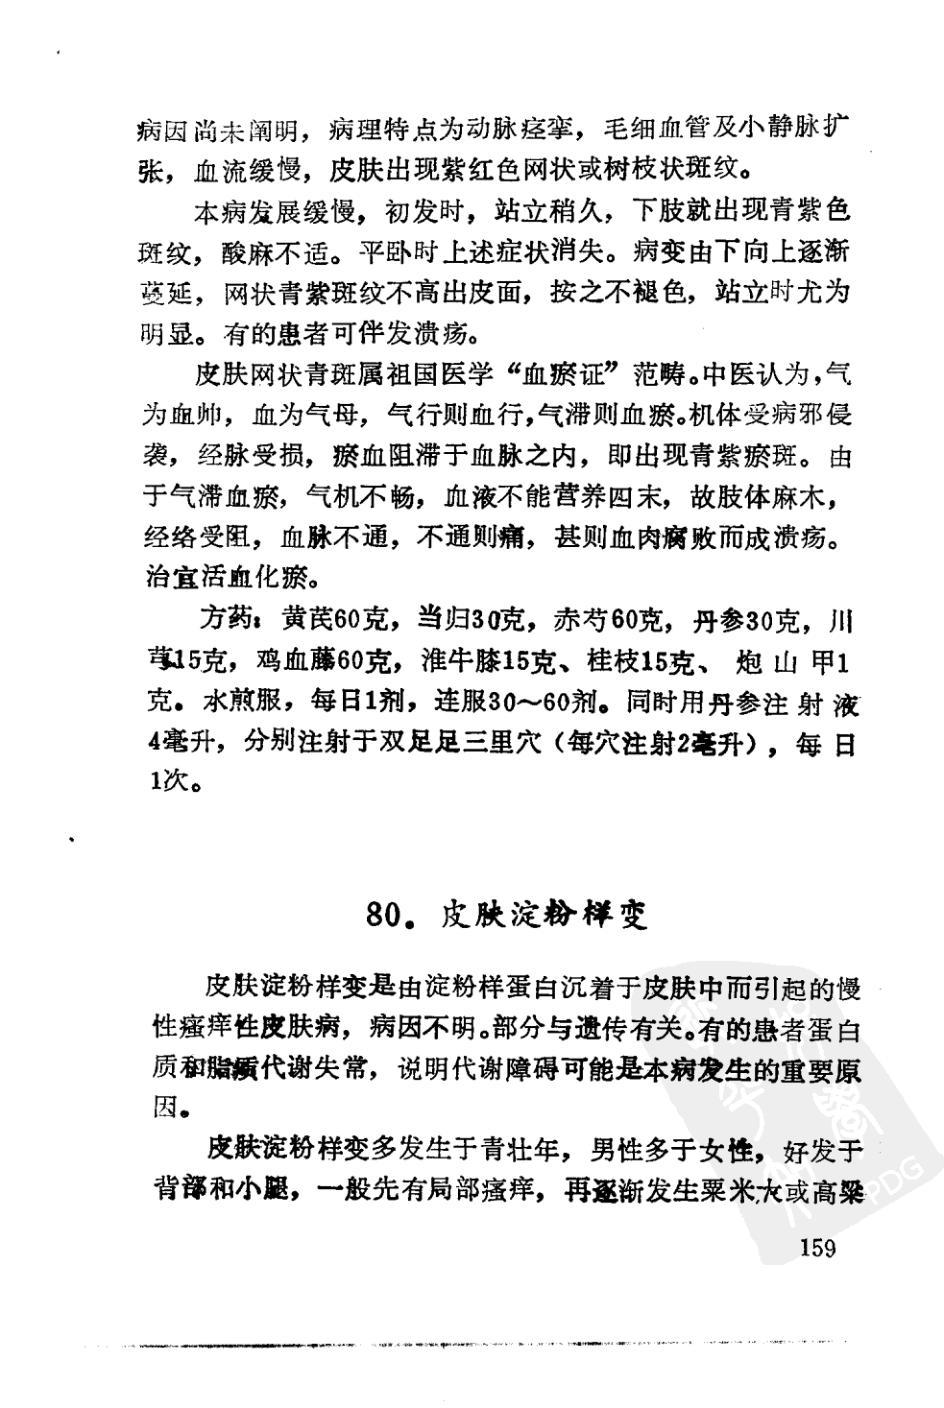 病因尚未阐明，病理特点为动脉痉挛，毛细血管及小静脉扩
张，血流缓慢，皮肤出现紫红色网状或树枝状斑纹。
本病发展缓慢，初发时，站立稍久，下肢就出现青紫色
斑纹，酸麻不适。平卧时上述症状消失。病变由下向上逐渐
蔓延，网状青紫斑纹不高出皮面，按之不褪色，站立时尤为
明显。有的患者可伴发溃疡。
皮肤网状青斑属祖国医学“血瘀证”范畴。中医认为，气
为血帅，血为气母，气行则血行，气滞则血瘀。机体受病邪侵
袭，经脉受损，瘀血阻滞于血脉之内，即出现青紫瘀斑。由
于气滞血瘀，气机不畅，血液不能营养四末，故肢体麻木，
经络受阻，血脉不通，不通则痛，甚则血肉腐败而成溃疡。
治宜活血化瘀。
方药：黄芪60克，当归30克，赤芍60克，丹参30克，川
芎15克，鸡血藤60克，淮牛膝15克、桂枝15克、炮山甲1
克。水煎服，每日1剂，连服30～60剂。同时用丹参注射液
4毫升，分别注射于双足足三里穴（每穴注射2毫升），每日
1次。
80．皮肤淀粉样变
皮肤淀粉样变是由淀粉样蛋白沉着于皮肤中而引起的慢
性瘙痒性皮肤病，病因不明。部分与遗传有关。有的患者蛋白
质和脂质代谢失常，说明代谢障碍可能是本病发生的重要原
因。
皮肤淀粉样变多发生于青壮年，男性多于女性，好发于
背部和小腿，一般先有局部瘙痒，再逐渐发生粟米大或高粱
PDG
159